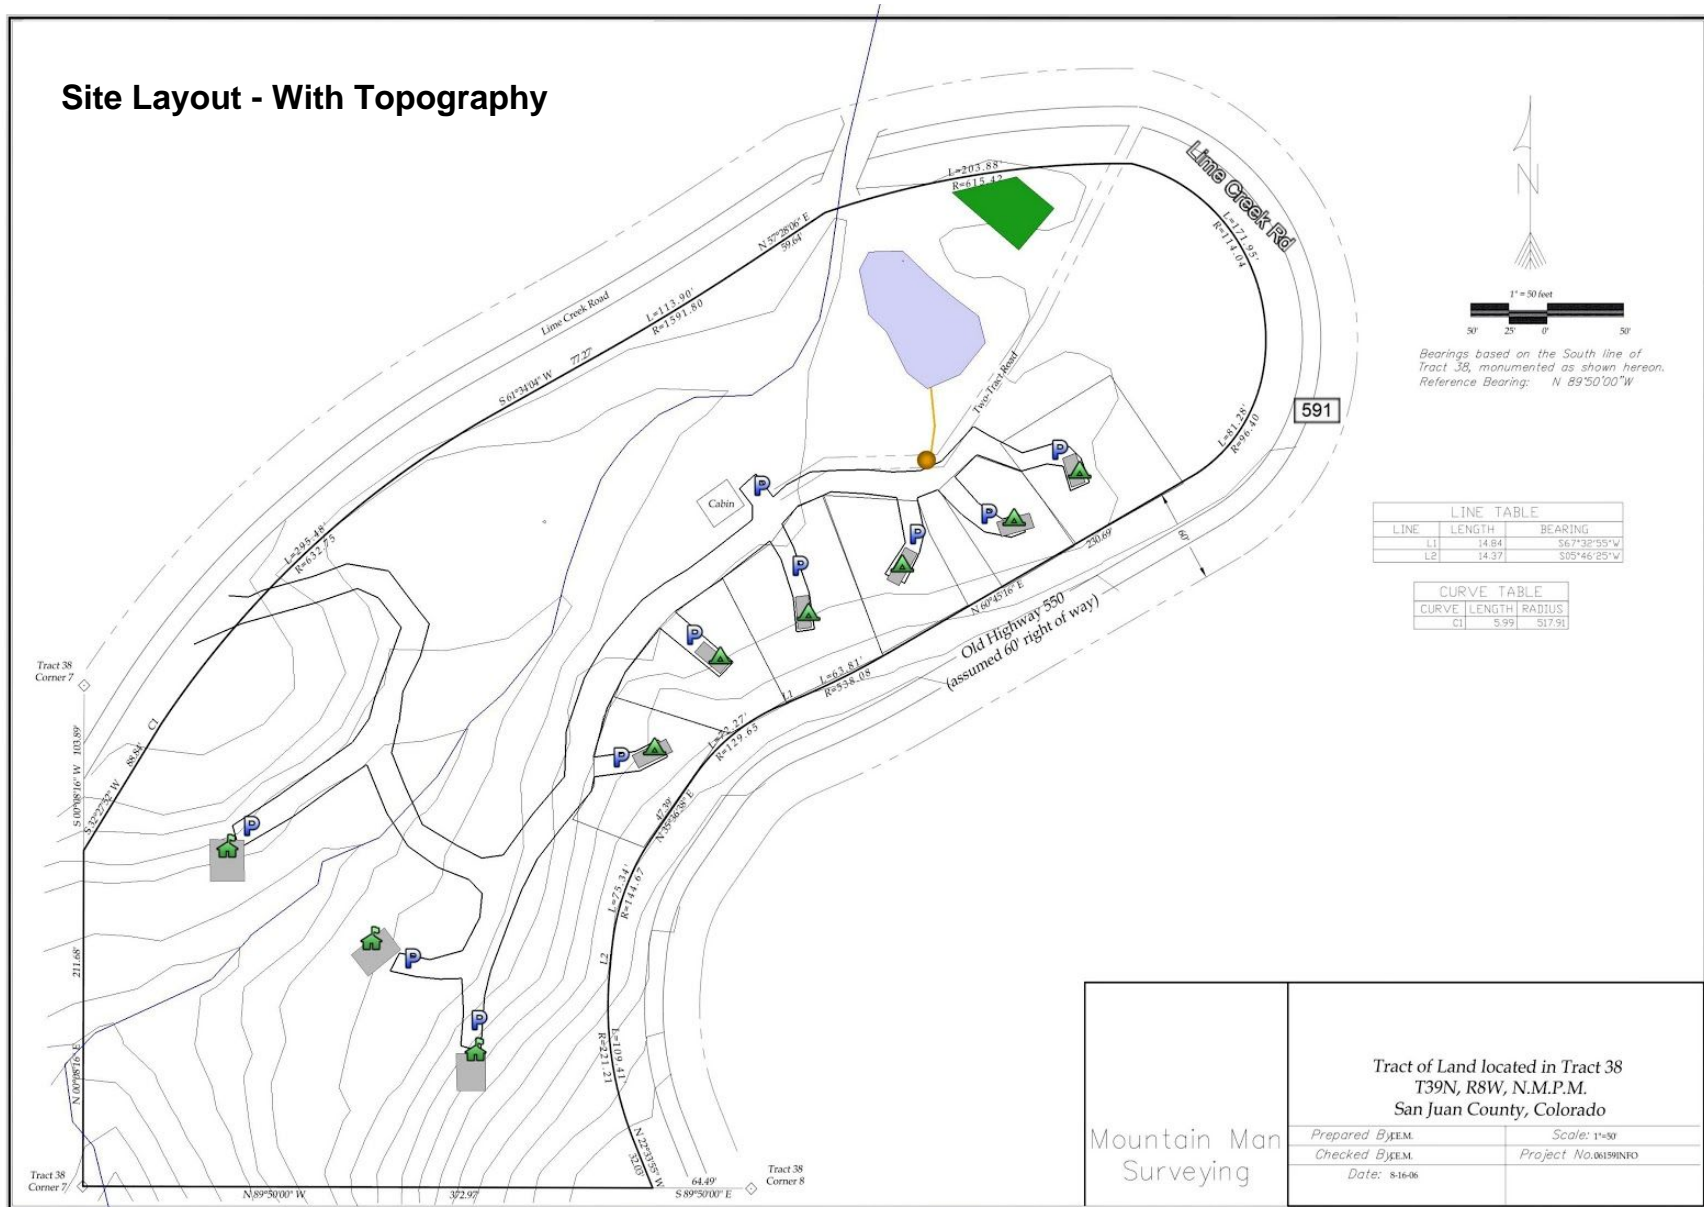 Site Layout - With Topography
Lime Creek Rd
L=203.88'
R=615.42
N 57°28'06" E
59.64'
L=171.95'
R=114.04
N
1" = 50 feet
50' 25' 0' 50'
Bearings based on the South line of
Tract 38, monumented as shown hereon.
Reference Bearing: N 89°50'00"W
Lime Creek Road
L=113.90'
R=1591.80
77.27'
S 61°34'04" W
Two-Tract Road
591
L=81.28'
R=96.40
P
P
Cabin
P
P
P
P
P
P
230.69'
60'
N 60°45'16" E
Old Highway 550
(assumed 60' right of way)
LINE TABLE
LINE LENGTH BEARING
L1 14.84 S67°32'55"W
L2 14.37 S05°46'25"W
CURVE TABLE
CURVE LENGTH RADIUS
C1 5.99 517.91
L=295.48'
R=632.75
Tract 38
Corner 7
L1
L=63.81'
R=538.08
L=72.27'
R=129.65
C1
88.84'
S 32°27'52" W
S 00°08'16" W 103.89'
47.39'
N 35°36'38" E
P
L=75.34'
R=144.67
L2
P
211.68'
N 00°08'16" E
P
L=109.41'
R=221.21
N 22°33'55" W
32.03'
Tract 38
Corner 7
N 89°50'00" W
372.97'
64.49'
S 89°50'00" E
Tract 38
Corner 8
Mountain Man
Surveying
Tract of Land located in Tract 38
T39N, R8W, N.M.P.M.
San Juan County, Colorado
Prepared By: J.E.M.
Scale: 1"=50'
Checked By: J.E.M.
Project No. 06159INFO
Date: 8-16-06